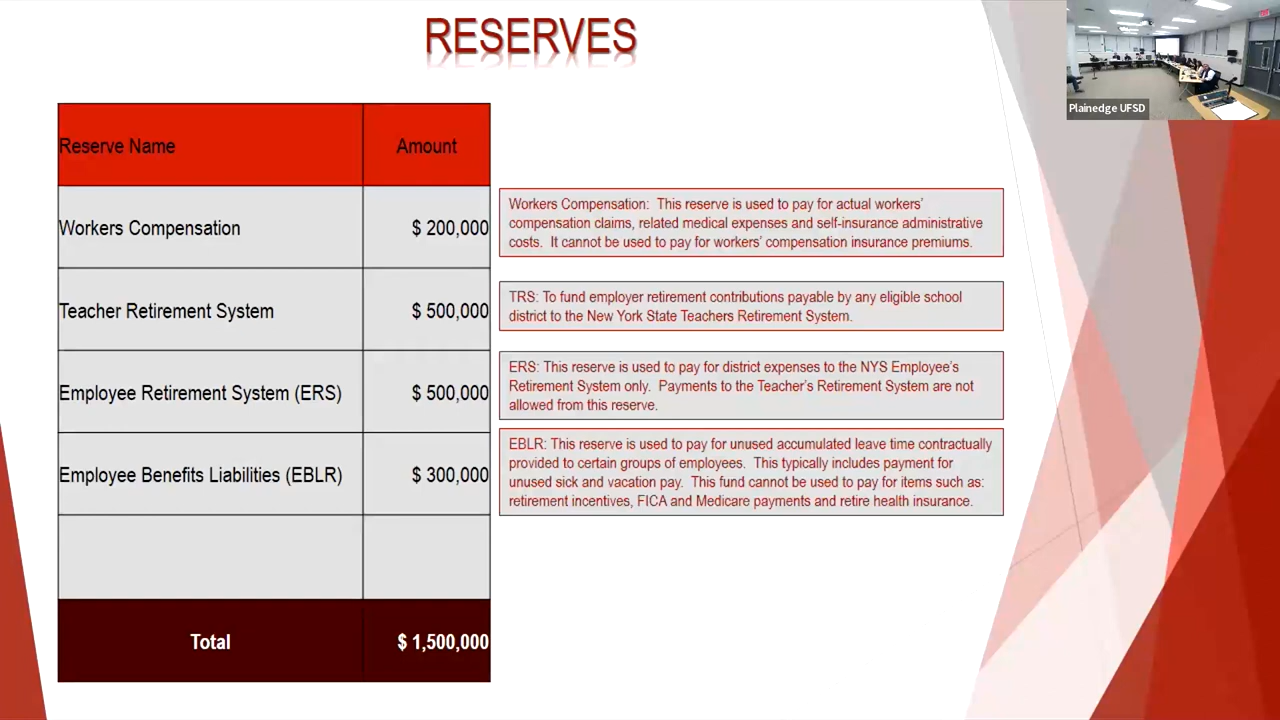 RESERVES
Plainedge UFSD
Reserve Name Amount
Workers Compensation $ 200,000
Workers Compensation: This reserve is used to pay for actual workers’
compensation claims, related medical expenses and self-insurance administrative
costs. It cannot be used to pay for workers’ compensation insurance premiums.
Teacher Retirement System $ 500,000
TRS: To fund employer retirement contributions payable by any eligible school
district to the New York State Teachers Retirement System.
Employee Retirement System (ERS) $ 500,000
ERS: This reserve is used to pay for district expenses to the NYS Employee’s
Retirement System only. Payments to the Teacher’s Retirement System are not
allowed from this reserve.
Employee Benefits Liabilities (EBLR) $ 300,000
EBLR: This reserve is used to pay for unused accumulated leave time contractually
provided to certain groups of employees. This typically includes payment for
unused sick and vacation pay. This fund cannot be used to pay for items such as:
retirement incentives, FICA and Medicare payments and retire health insurance.
Total $ 1,500,000